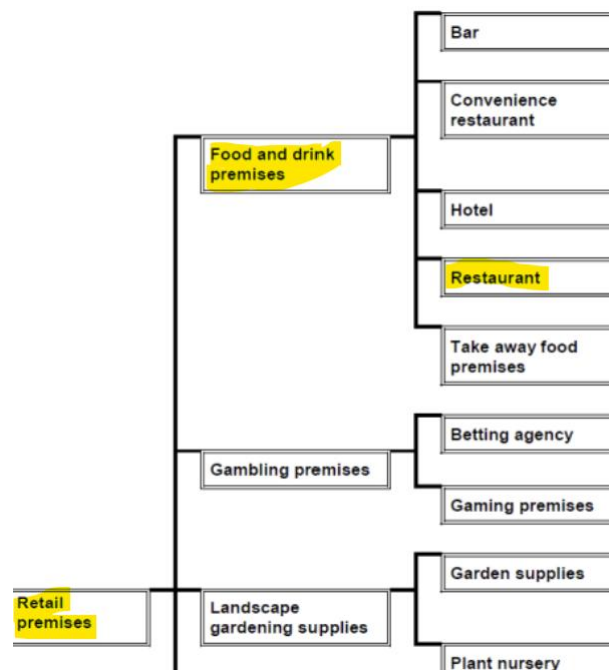 Bar
Convenience
restaurant
Food and drink
premises
Hotel
Restaurant
Take away food
premises
Betting agency
Gambling premises
Gaming premises
Garden supplies
Retail
premises
Landscape
gardening supplies
Plant nursery